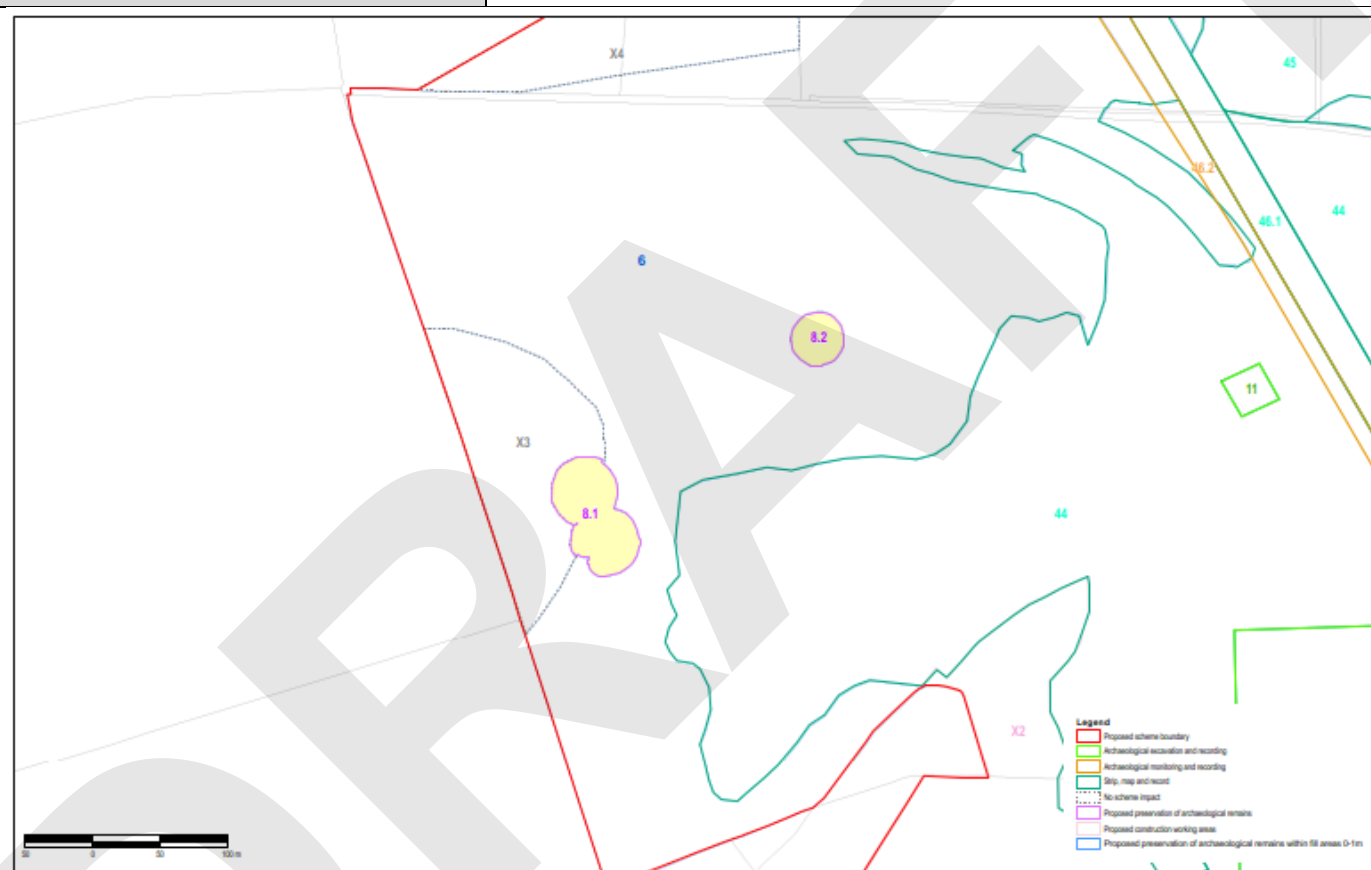 X4
45
46.2
46.1
44
6
8.2
11
X3
8.1
44
X2
Legend
Proposed scheme boundary
Archaeological excavation and recording
Archaeological monitoring and recording
Strip, map and record
No scheme impact
Proposed preservation of archaeological remains
Proposed construction working areas
Proposed preservation of archaeological remains within fill areas 0-1m
50 0 50 100 m
DRAFT